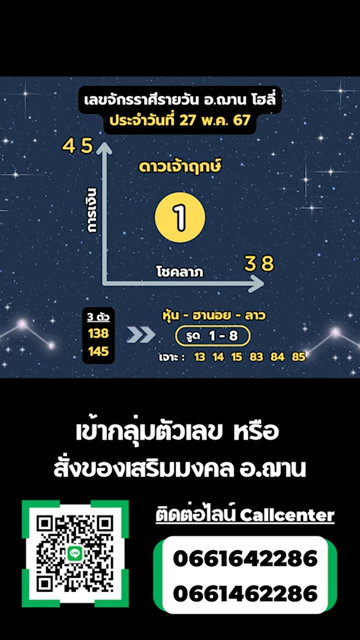 เลขจักรราศีรายวัน อ.ฌาน โฮลี่
ประจำวันที่ 27 พ.ค. 67
45
ดาวเจ้าฤกษ์
การเงิน
1
โชคลาภ
38
3 ตัว
138
145
หุ้น - ฮานอย - ลาว
รูด 1 - 8
เจาะ : 13 14 15 83 84 85
เข้ากลุ่มตัวเลข หรือ
สั่งของเสริมมงคล อ.ฌาน
ติดต่อไลน์ Callcenter
0661642286
0661462286